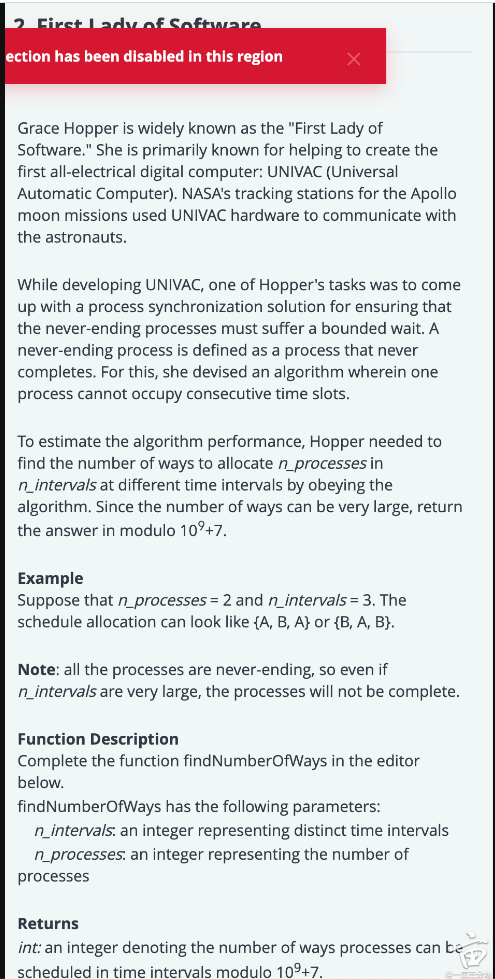 2. First Lady of Software
ection has been disabled in this region
Grace Hopper is widely known as the "First Lady of
Software." She is primarily known for helping to create the
first all-electrical digital computer: UNIVAC (Universal
Automatic Computer). NASA's tracking stations for the Apollo
moon missions used UNIVAC hardware to communicate with
the astronauts.
While developing UNIVAC, one of Hopper's tasks was to come
up with a process synchronization solution for ensuring that
the never-ending processes must suffer a bounded wait. A
never-ending process is defined as a process that never
completes. For this, she devised an algorithm wherein one
process cannot occupy consecutive time slots.
To estimate the algorithm performance, Hopper needed to
find the number of ways to allocate n_processes in
n_intervals at different time intervals by obeying the
algorithm. Since the number of ways can be very large, return
the answer in modulo 10⁹+7.
Example
Suppose that n_processes = 2 and n_intervals = 3. The
schedule allocation can look like {A, B, A} or {B, A, B}.
Note: all the processes are never-ending, so even if
n_intervals are very large, the processes will not be complete.
Function Description
Complete the function findNumberOfWays in the editor
below.
findNumberOfWays has the following parameters:
n_intervals: an integer representing distinct time intervals
n_processes: an integer representing the number of
processes
Returns
int: an integer denoting the number of ways processes can be
scheduled in time intervals modulo 10⁹+7.